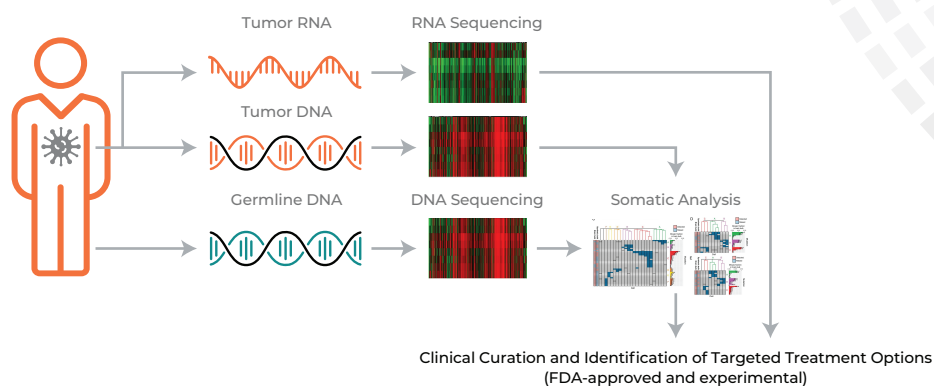 Tumor RNA
RNA Sequencing
Tumor DNA
Germline DNA
DNA Sequencing
Somatic Analysis
Clinical Curation and Identification of Targeted Treatment Options
(FDA-approved and experimental)